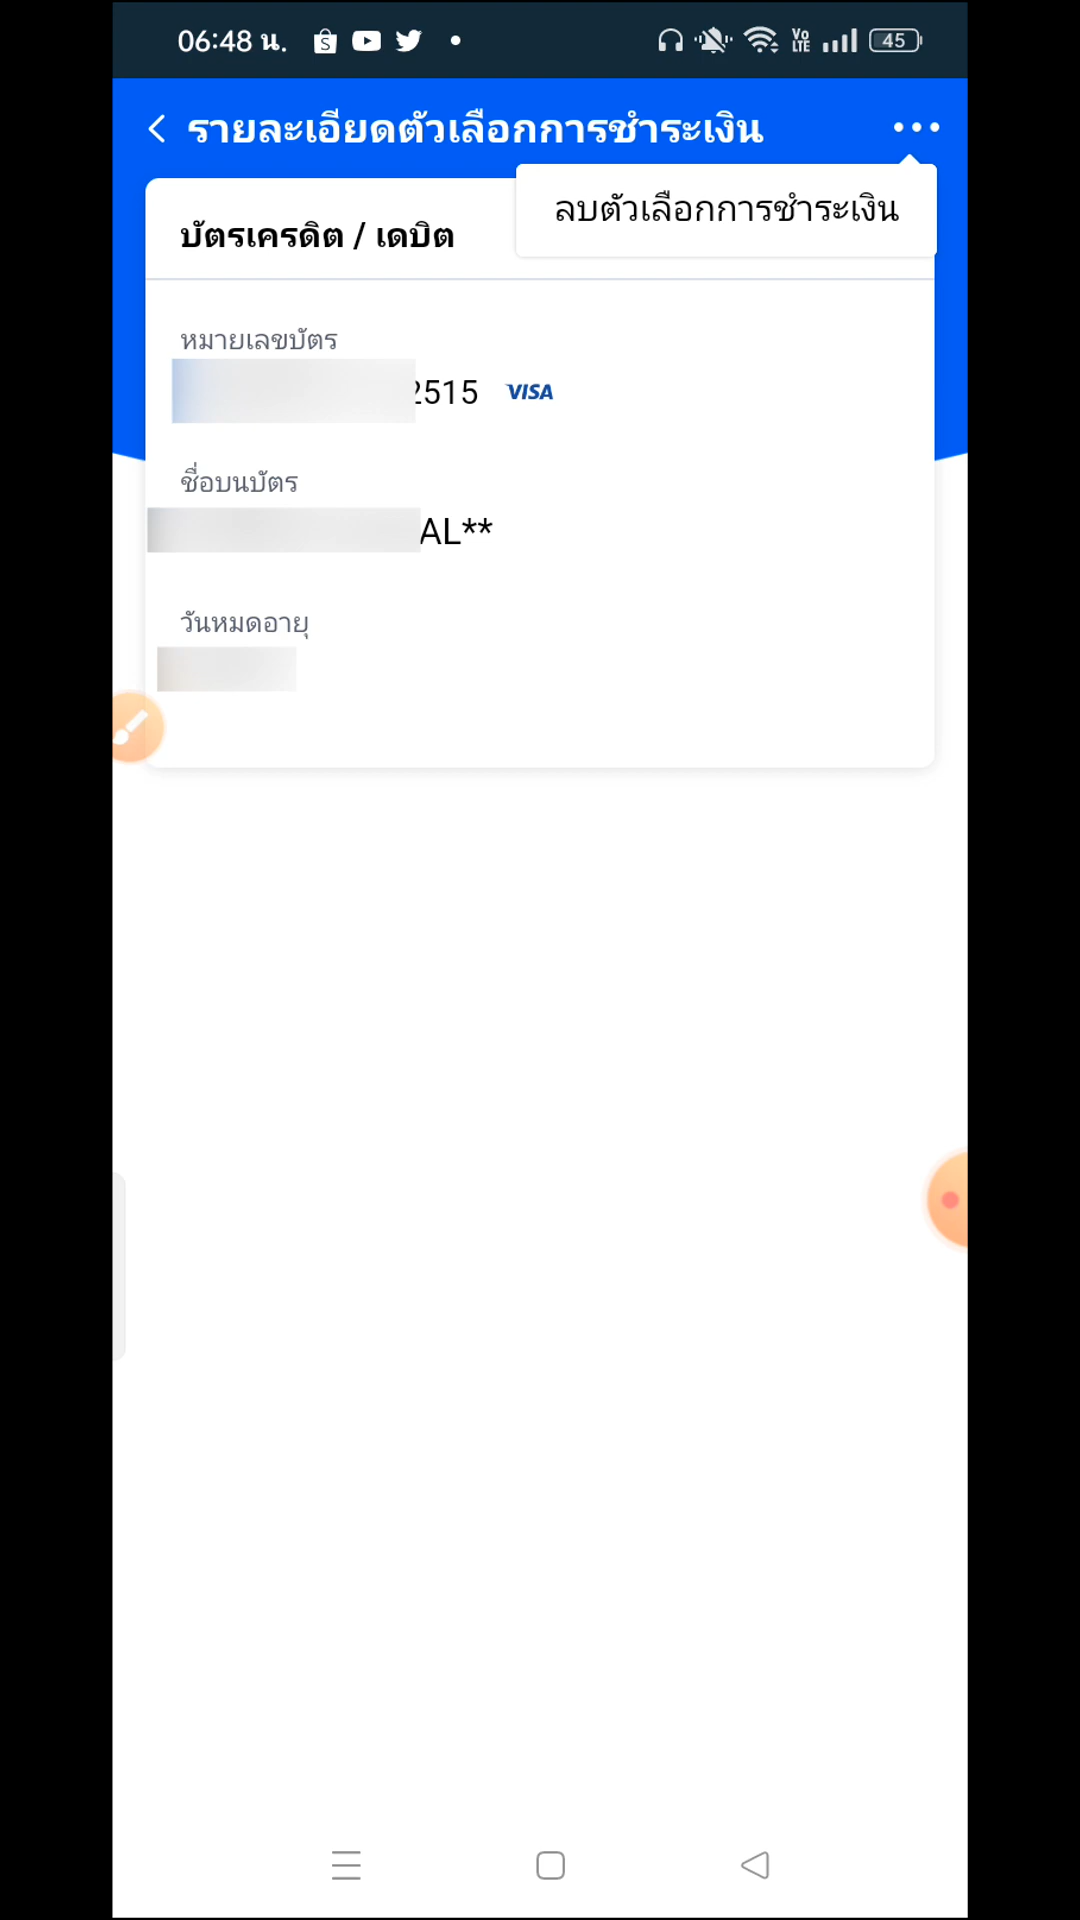 06:48 น.
VO LTE
45
รายละเอียดตัวเลือกการชำระเงิน
ลบตัวเลือกการชำระเงิน
บัตรเครดิต / เดบิต
หมายเลขบัตร
2515 VISA
ชื่อบนบัตร
AL**
วันหมดอายุ